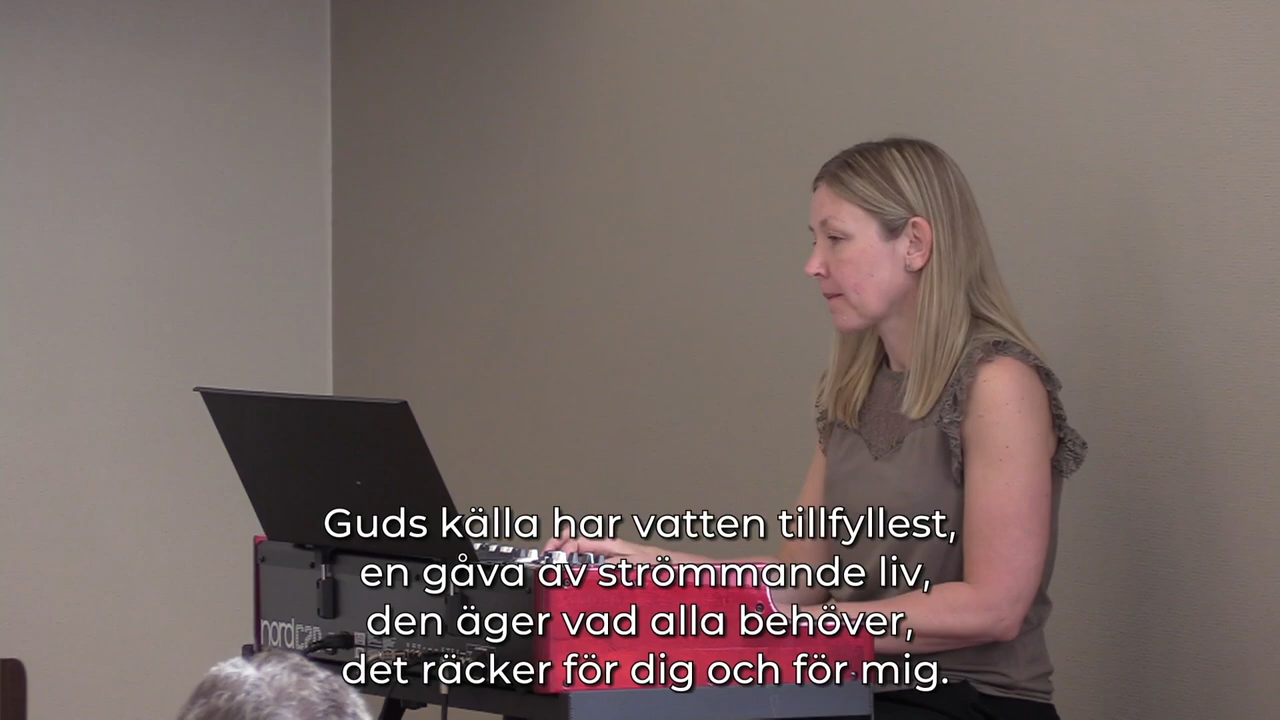 Guds källa har vatten tillfyllest,
en gåva av strömmande liv,
den äger vad alla behöver,
det räcker för dig och för mig.
nord